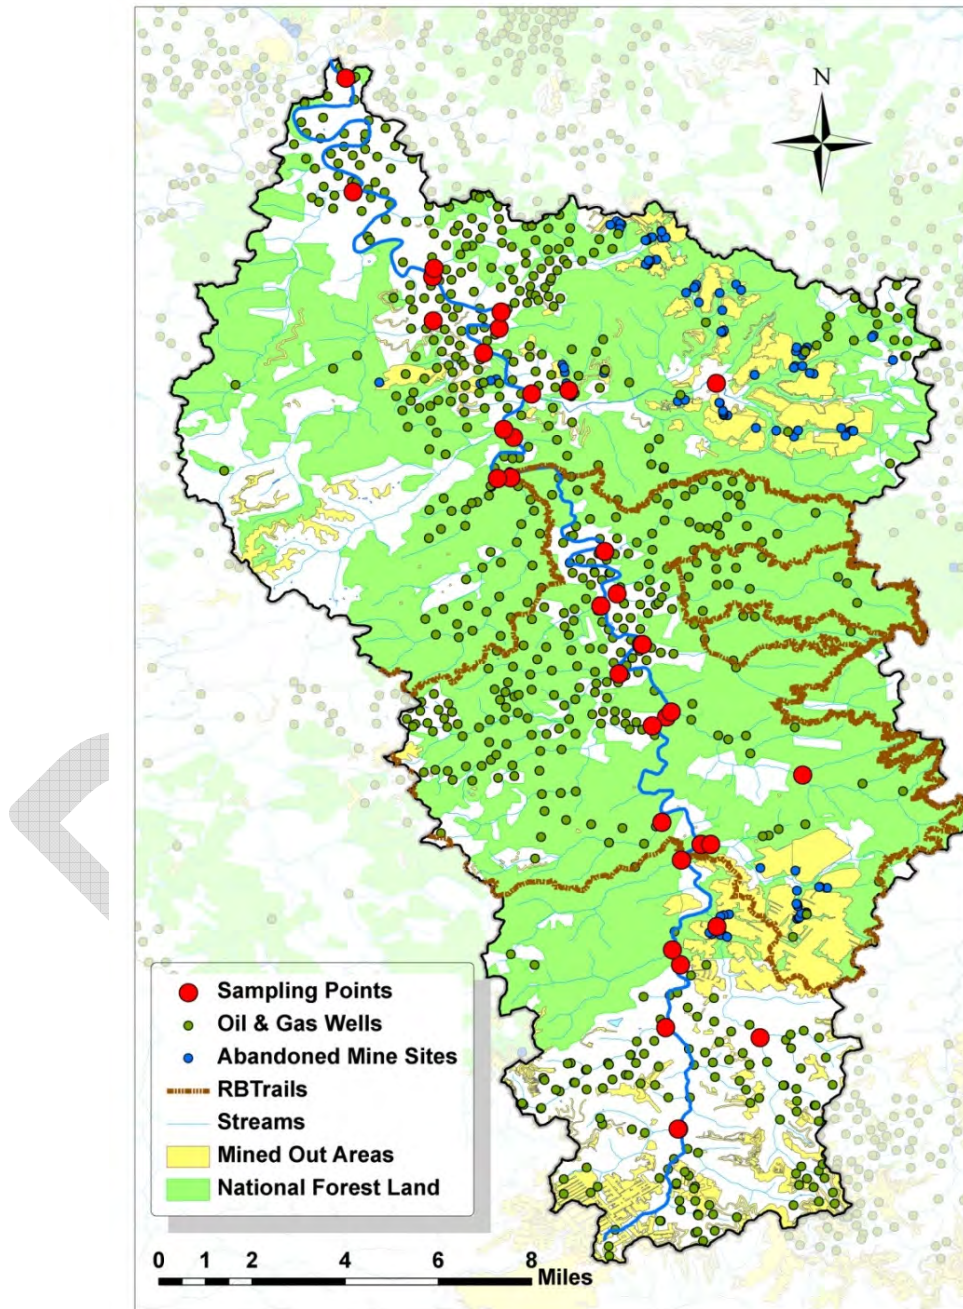 N
Sampling Points
Oil & Gas Wells
Abandoned Mine Sites
RBTrails
Streams
Mined Out Areas
National Forest Land
0 1 2 4 6 8 Miles